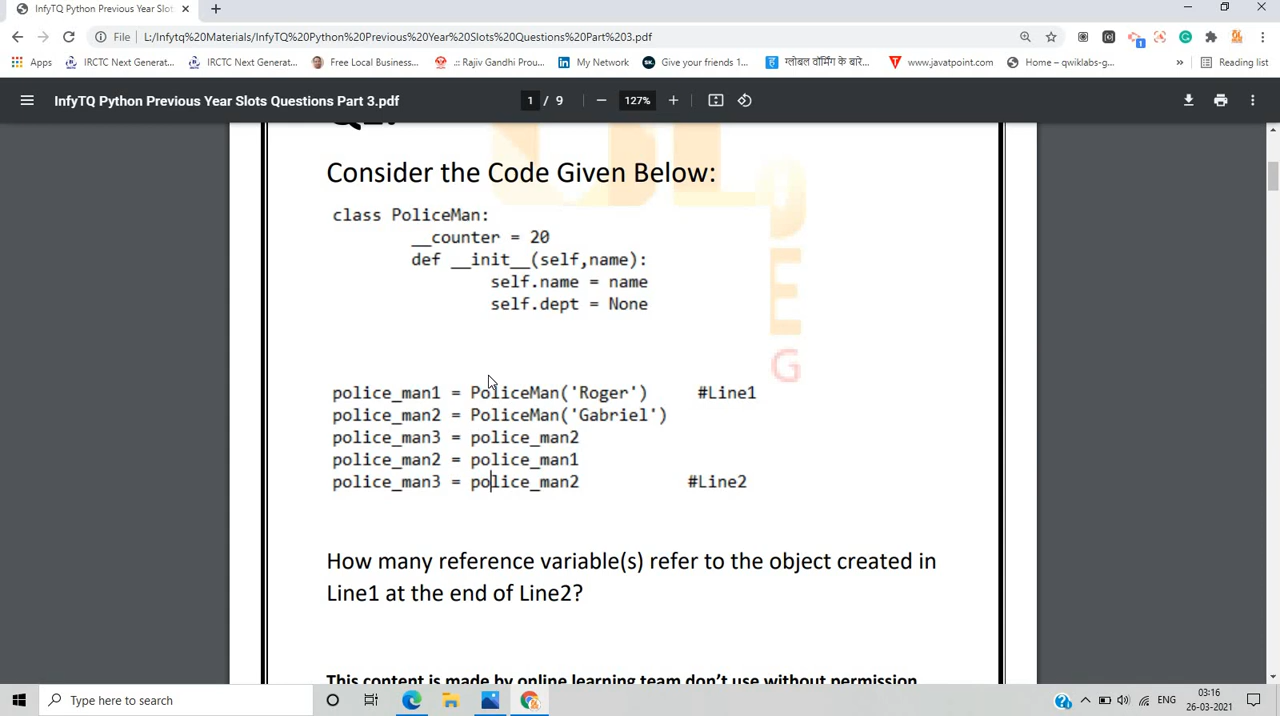 InfyTQ Python Previous Year Slots
File L:/Infytq%20Materials/InfyTQ%20Python%20Previous%20Year%20Slots%20Questions%20Part%203.pdf
Apps IRCTC Next Generat... IRCTC Next Generat... Free Local Business... .:: Rajiv Gandhi Prou... My Network Give your friends 1... ग्लोबल वॉर्मिंग के बारे... www.javatpoint.com Home – qwiklabs-g... » Reading list
InfyTQ Python Previous Year Slots Questions Part 3.pdf 1 / 9 127%
Consider the Code Given Below:
class PoliceMan:
__counter = 20
def __init__(self,name):
self.name = name
self.dept = None
E
G
police_man1 = PoliceMan('Roger') #Line1
police_man2 = PoliceMan('Gabriel')
police_man3 = police_man2
police_man2 = police_man1
police_man3 = police_man2 #Line2
How many reference variable(s) refer to the object created in
Line1 at the end of Line2?
This content is made by online learning team don't use without permission
Type here to search ENG 03:16
26-03-2021